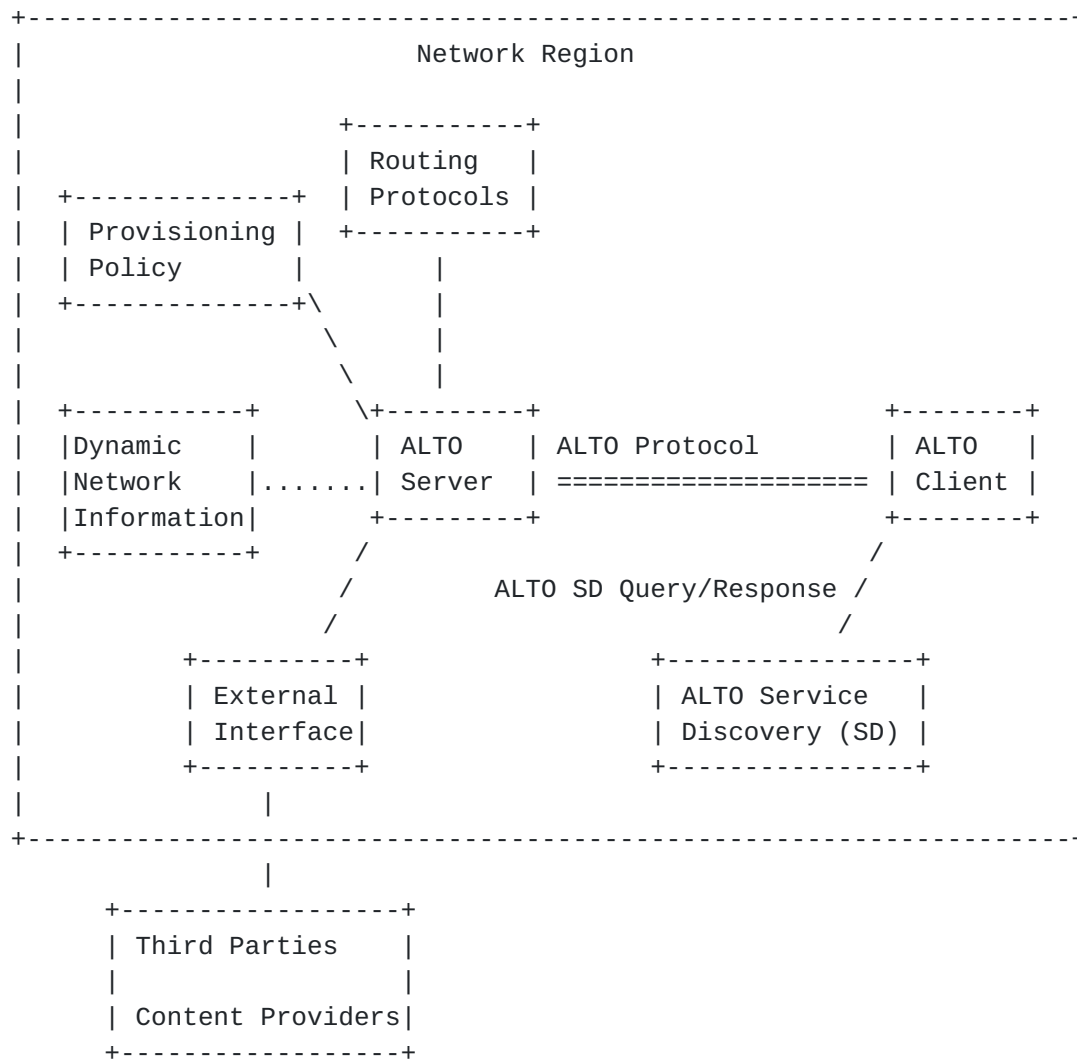 Network Region
Routing
Protocols
Provisioning
Policy
Dynamic
Network
Information
ALTO
Server
ALTO Protocol
ALTO
Client
ALTO SD Query/Response
External
Interface
ALTO Service
Discovery (SD)
Third Parties
Content Providers